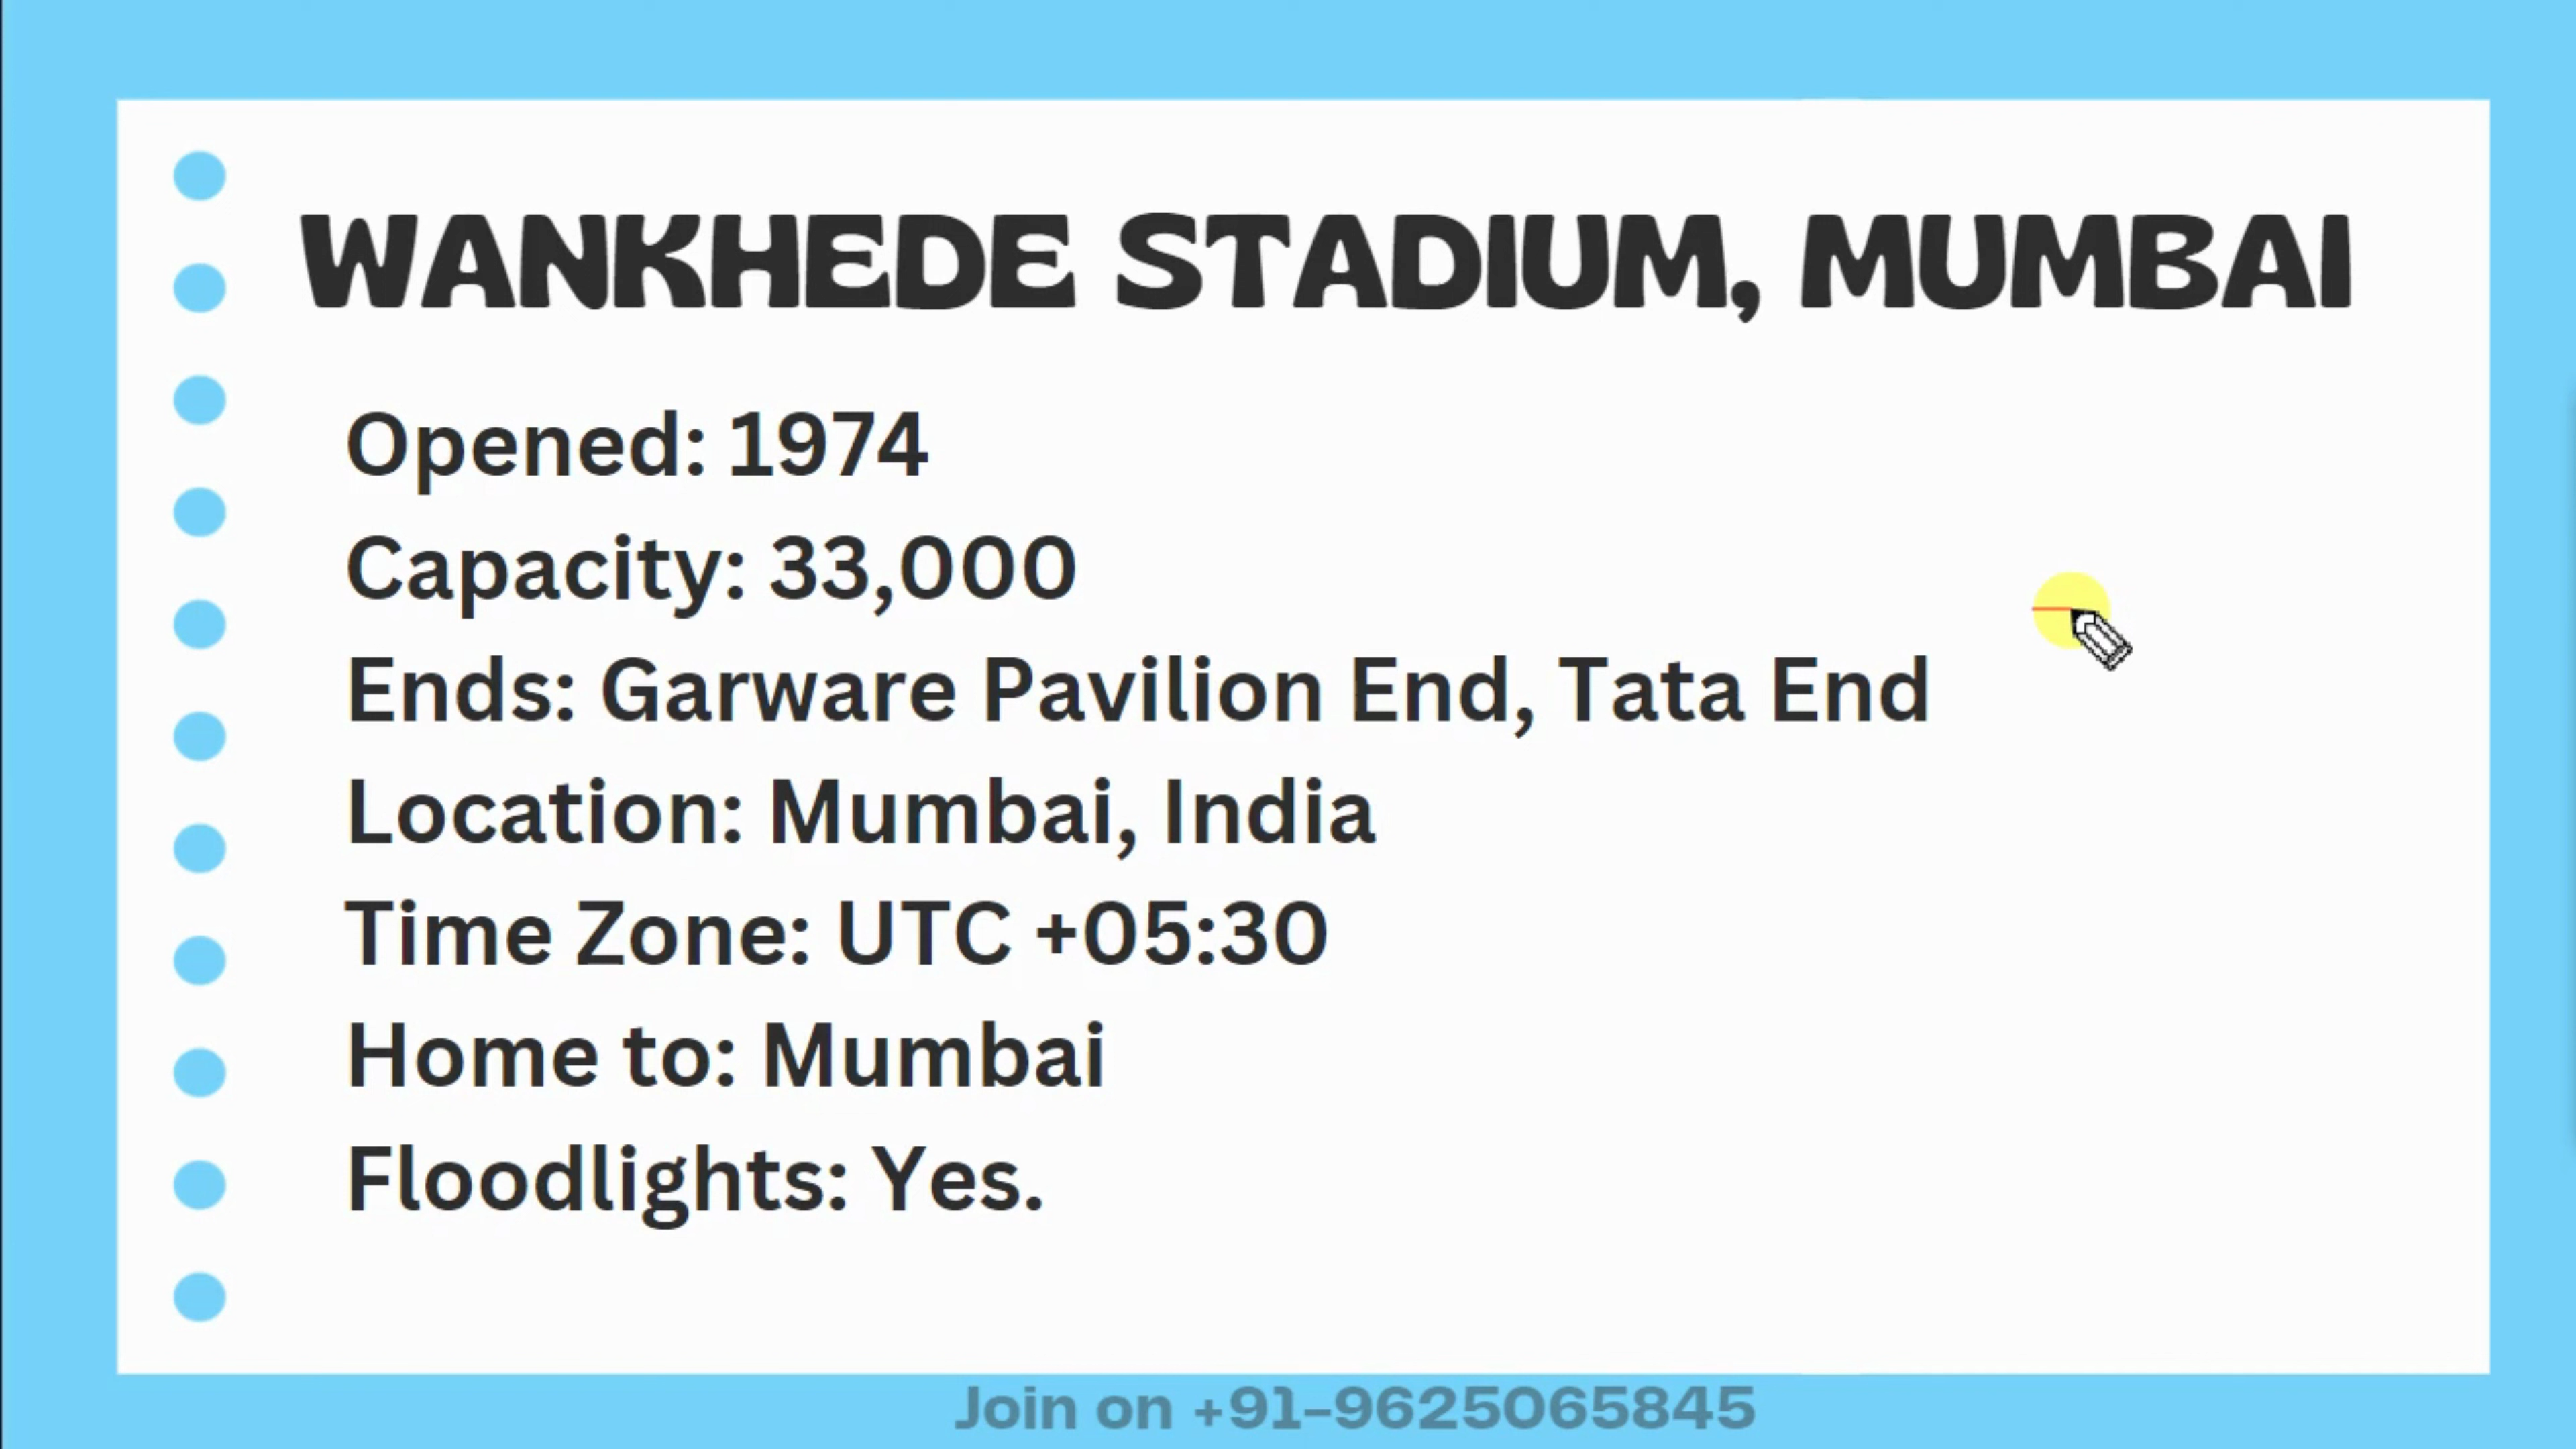 WANKHEDE STADIUM, MUMBAI
Opened: 1974
Capacity: 33,000
Ends: Garware Pavilion End, Tata End
Location: Mumbai, India
Time Zone: UTC +05:30
Home to: Mumbai
Floodlights: Yes.
Join on +91-9625065845